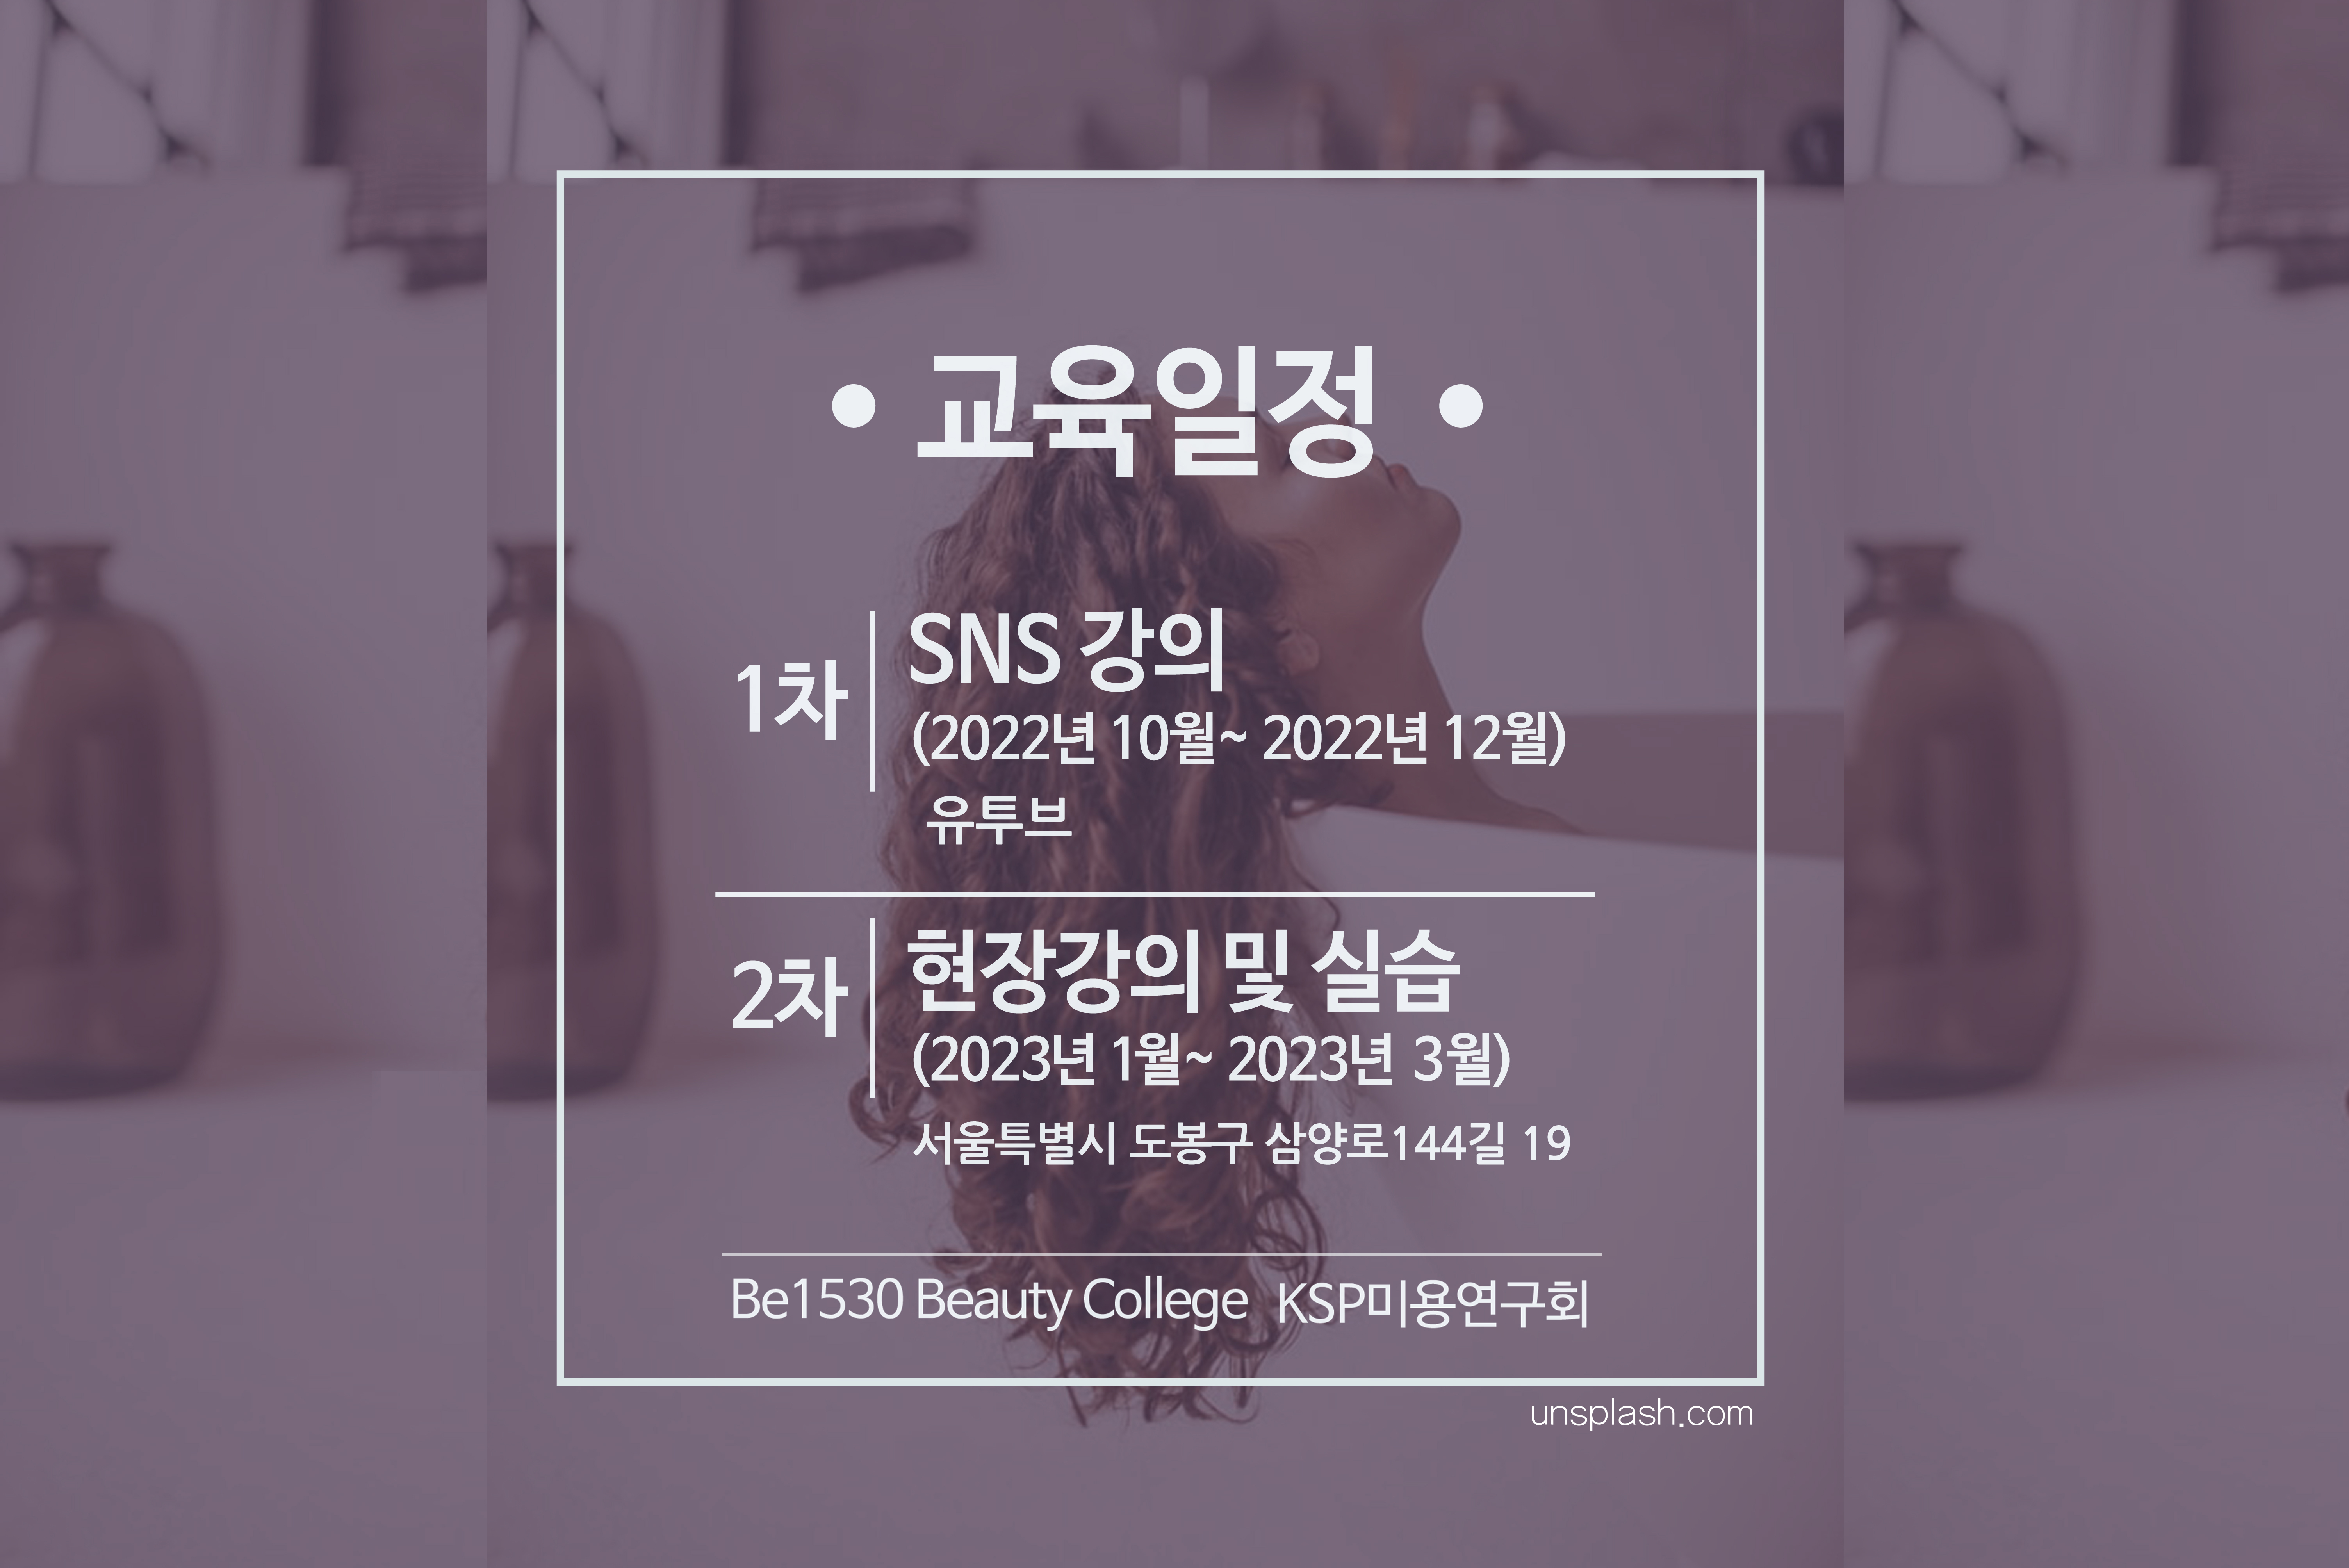 • 교육일정 •
1차
SNS 강의
(2022년 10월~ 2022년 12월)
유투브
2차
현장강의 및 실습
(2023년 1월~ 2023년 3월)
서울특별시 도봉구 삼양로144길 19
Be1530 Beauty College KSP미용연구회
unsplash.com